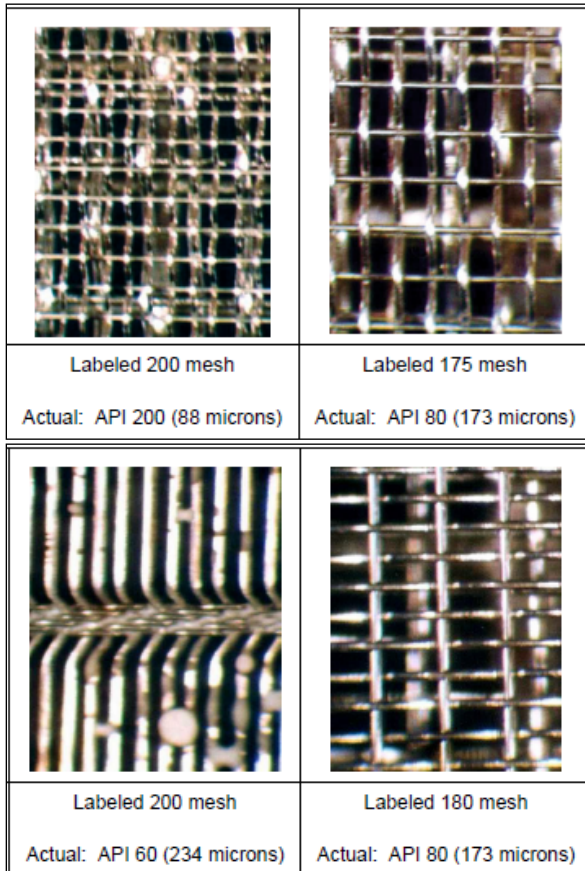 Labeled 200 mesh
Actual: API 200 (88 microns)
Labeled 175 mesh
Actual: API 80 (173 microns)
Labeled 200 mesh
Actual: API 60 (234 microns)
Labeled 180 mesh
Actual: API 80 (173 microns)